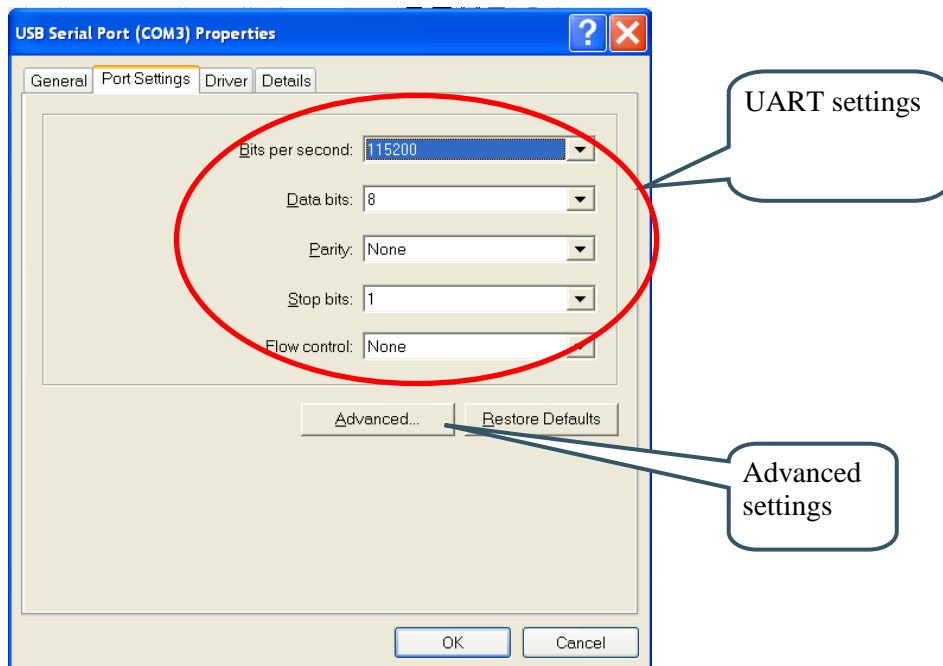 USB Serial Port (COM3) Properties
General Port Settings Driver Details
UART settings
Bits per second: 115200
Data bits: 8
Parity: None
Stop bits: 1
Flow control: None
Advanced... Restore Defaults
Advanced
settings
OK Cancel